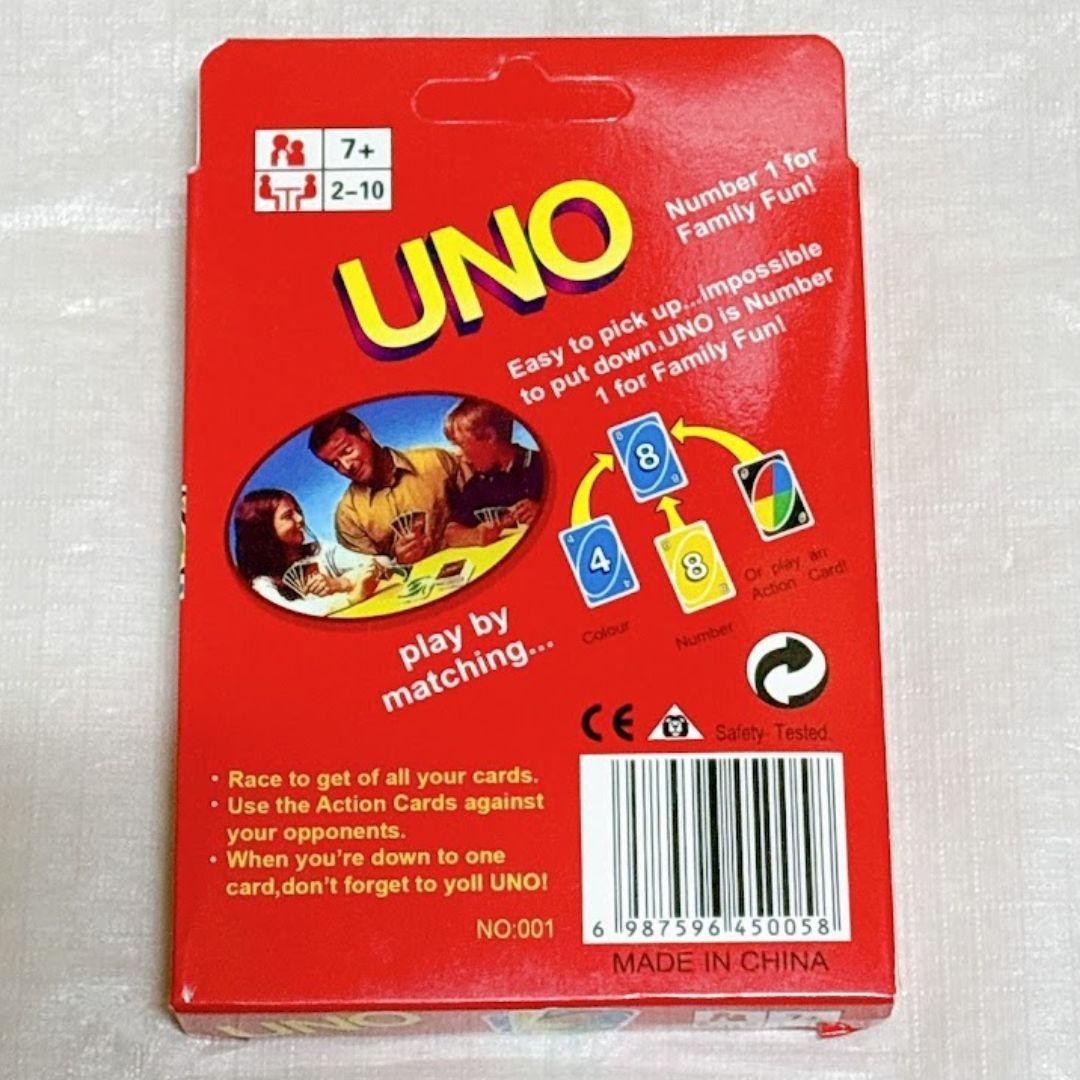 7+
2-10
UNO
Number 1 for
Family Fun!
Easy to pick up...impossible
to put down.UNO is Number
1 for Family Fun!
8
4
8
Colour
Number
Or play an
Action Card!
play by
matching...
CE
Safety- Tested.
• Race to get of all your cards.
• Use the Action Cards against
your opponents.
• When you're down to one
card,don't forget to yoll UNO!
NO:001
6 987596 450058
MADE IN CHINA
UNO